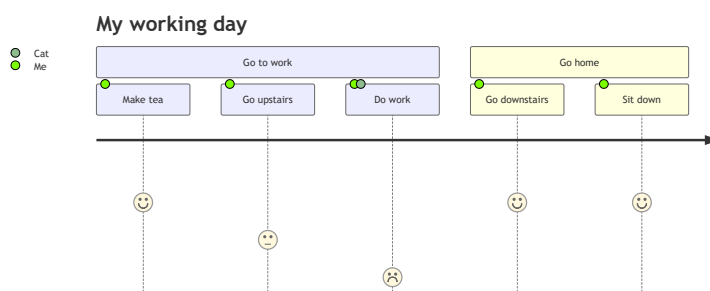 My working day
Cat
Me
Go to work
Go home
Make tea
Go upstairs
Do work
Go downstairs
Sit down